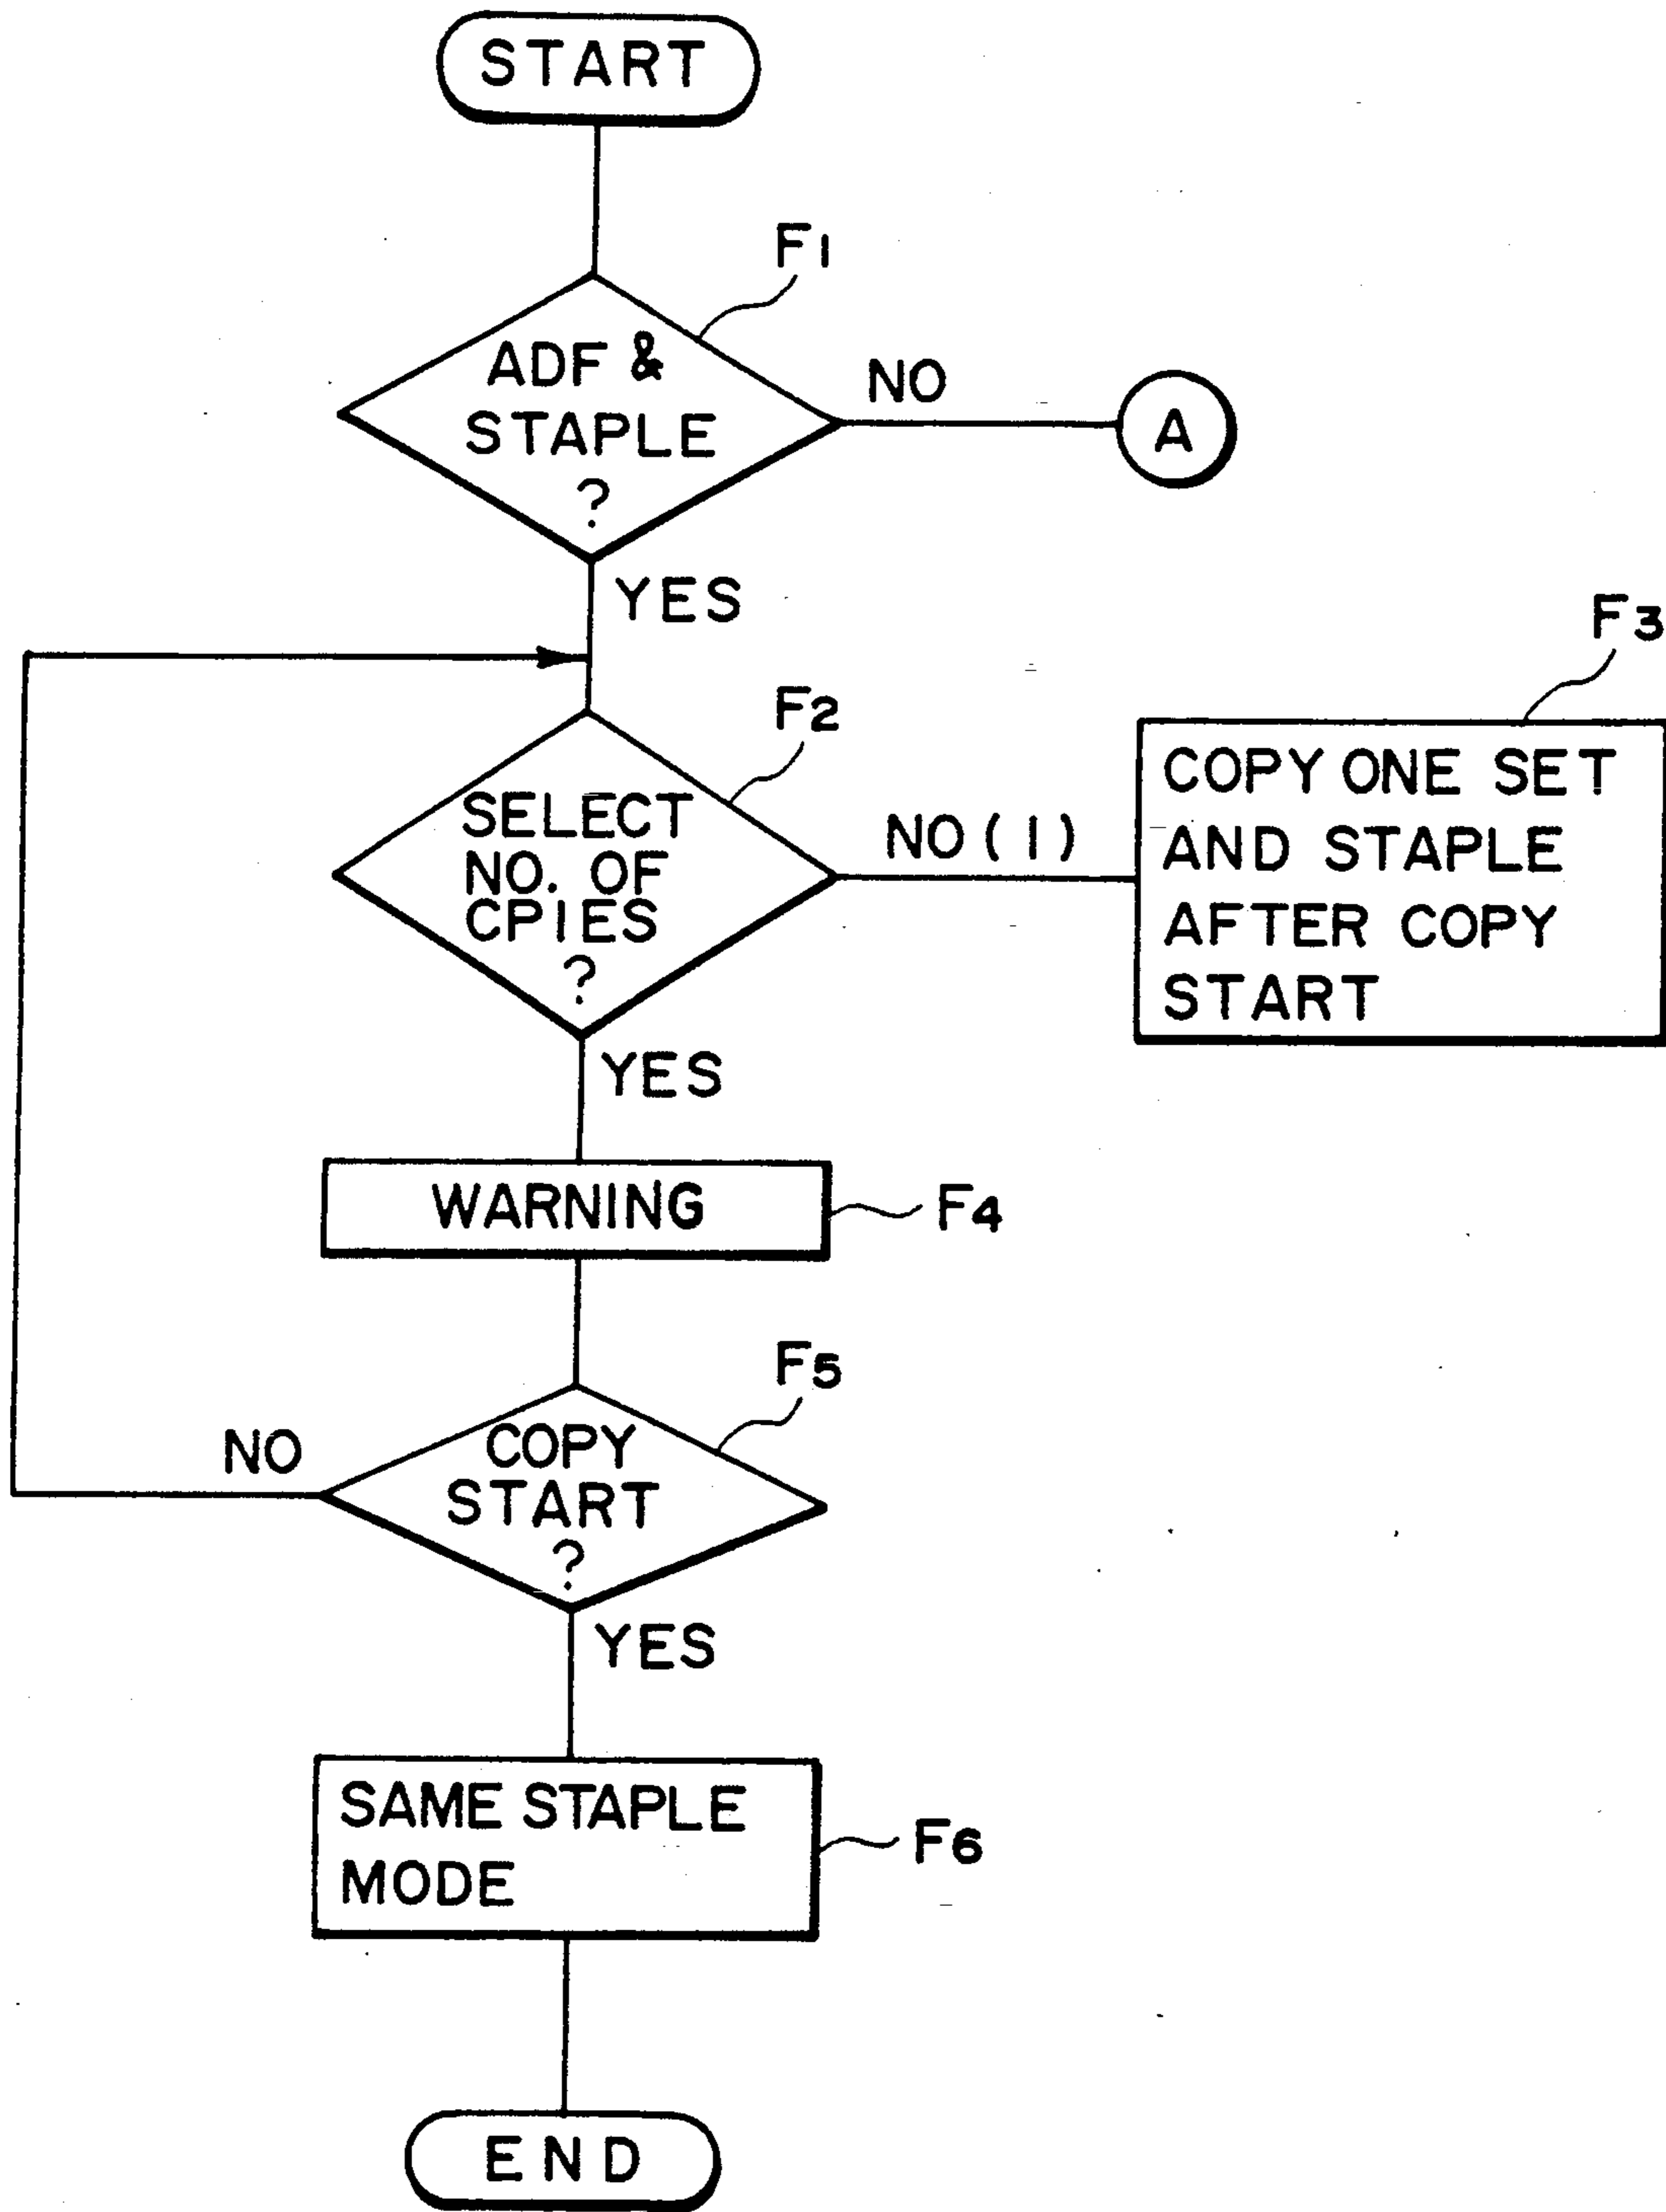 START
F1
ADF &
STAPLE
?
NO
A
YES
F2
SELECT
NO. OF
CPIES
?
NO (1)
F3
COPY ONE SET
AND STAPLE
AFTER COPY
START
YES
WARNING
F4
F5
COPY
START
?
NO
YES
SAME STAPLE
MODE
F6
END